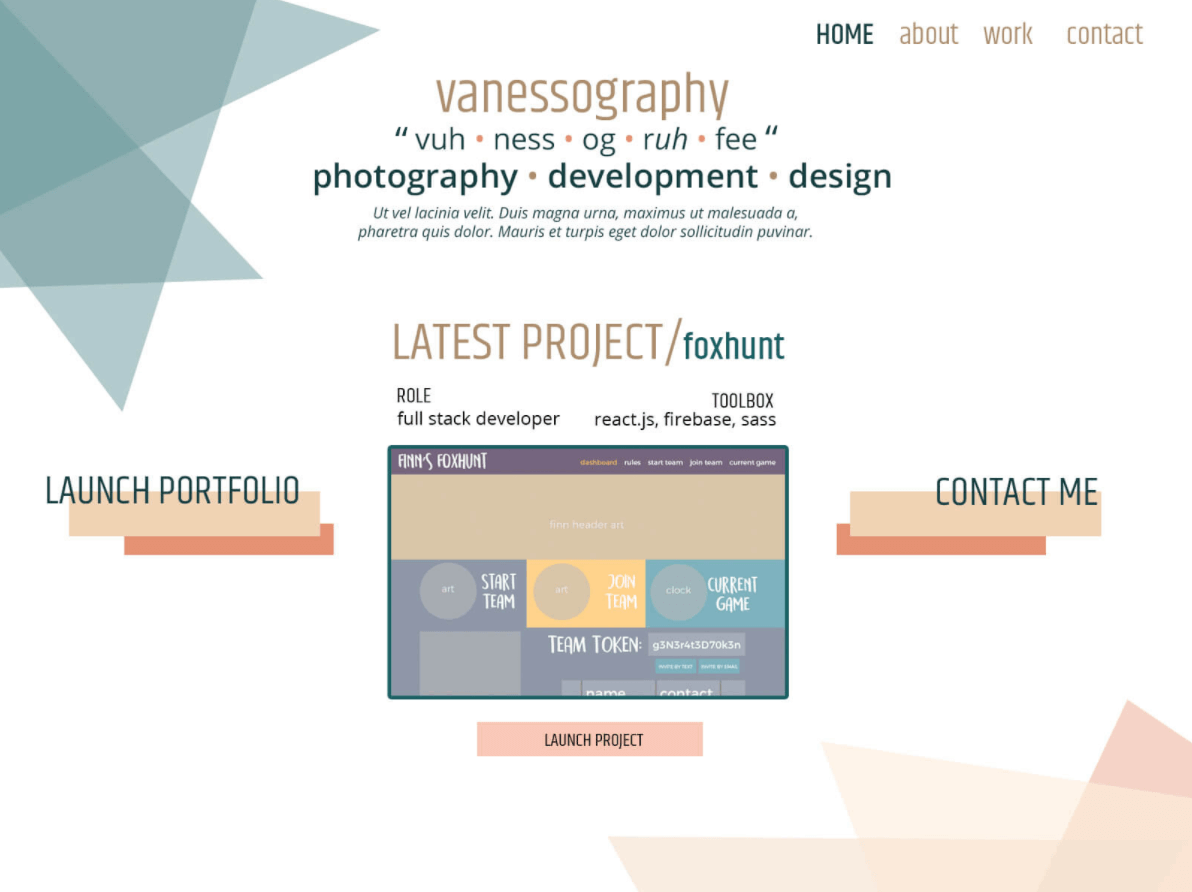 HOME about work contact
vanessography
“ vuh • ness • og • ruh • fee “
photography • development • design
Ut vel lacinia velit. Duis magna urna, maximus ut malesuada a,
pharetra quis dolor. Mauris et turpis eget dolor sollicitudin puvinar.
LATEST PROJECT/foxhunt
ROLE
full stack developer
TOOLBOX
react.js, firebase, sass
LAUNCH PORTFOLIO
FINN'S FOXHUNT
dashboard rules start team join team current game
finn header art
art
START
TEAM
art
JOIN
TEAM
clock
CURRENT
GAME
TEAM TOKEN: g3N3r4t3D70k3n
INVITE BY TEXT INVITE BY EMAIL
name contact
CONTACT ME
LAUNCH PROJECT